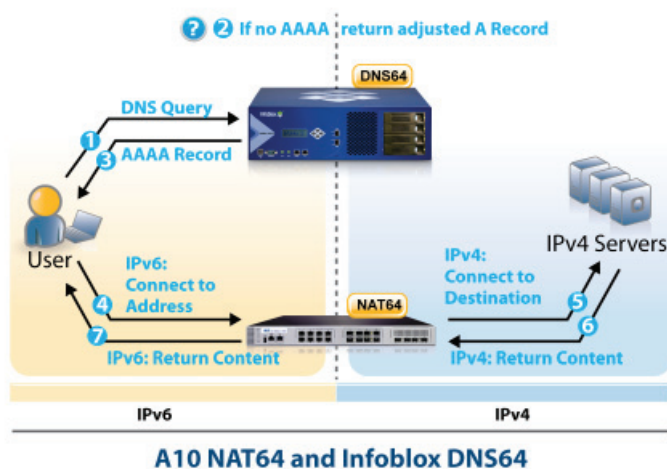 ? 2 If no AAAA return adjusted A Record
DNS64
DNS Query
1
3 AAAA Record
Infoblox
User
IPv4 Servers
IPv6:
Connect to
4 Address
IPv4:
Connect to
Destination 5
NAT64
7
6
IPv6: Return Content
IPv4: Return Content
IPv6
IPv4
A10 NAT64 and Infoblox DNS64